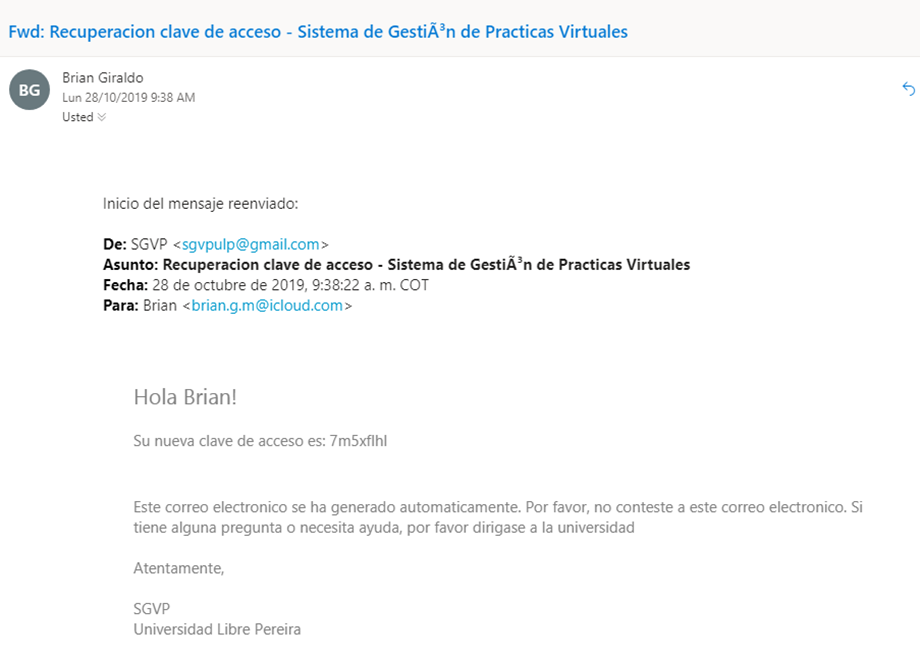 Fwd: Recuperacion clave de acceso - Sistema de GestiÃ³n de Practicas Virtuales
BG
Brian Giraldo
Lun 28/10/2019 9:38 AM
Usted
Inicio del mensaje reenviado:
De: SGVP <sgvpulp@gmail.com>
Asunto: Recuperacion clave de acceso - Sistema de GestiÃ³n de Practicas Virtuales
Fecha: 28 de octubre de 2019, 9:38:22 a. m. COT
Para: Brian <brian.g.m@icloud.com>
Hola Brian!
Su nueva clave de acceso es: 7m5xflhl
Este correo electronico se ha generado automaticamente. Por favor, no conteste a este correo electronico. Si
tiene alguna pregunta o necesita ayuda, por favor dirigase a la universidad
Atentamente,
SGVP
Universidad Libre Pereira